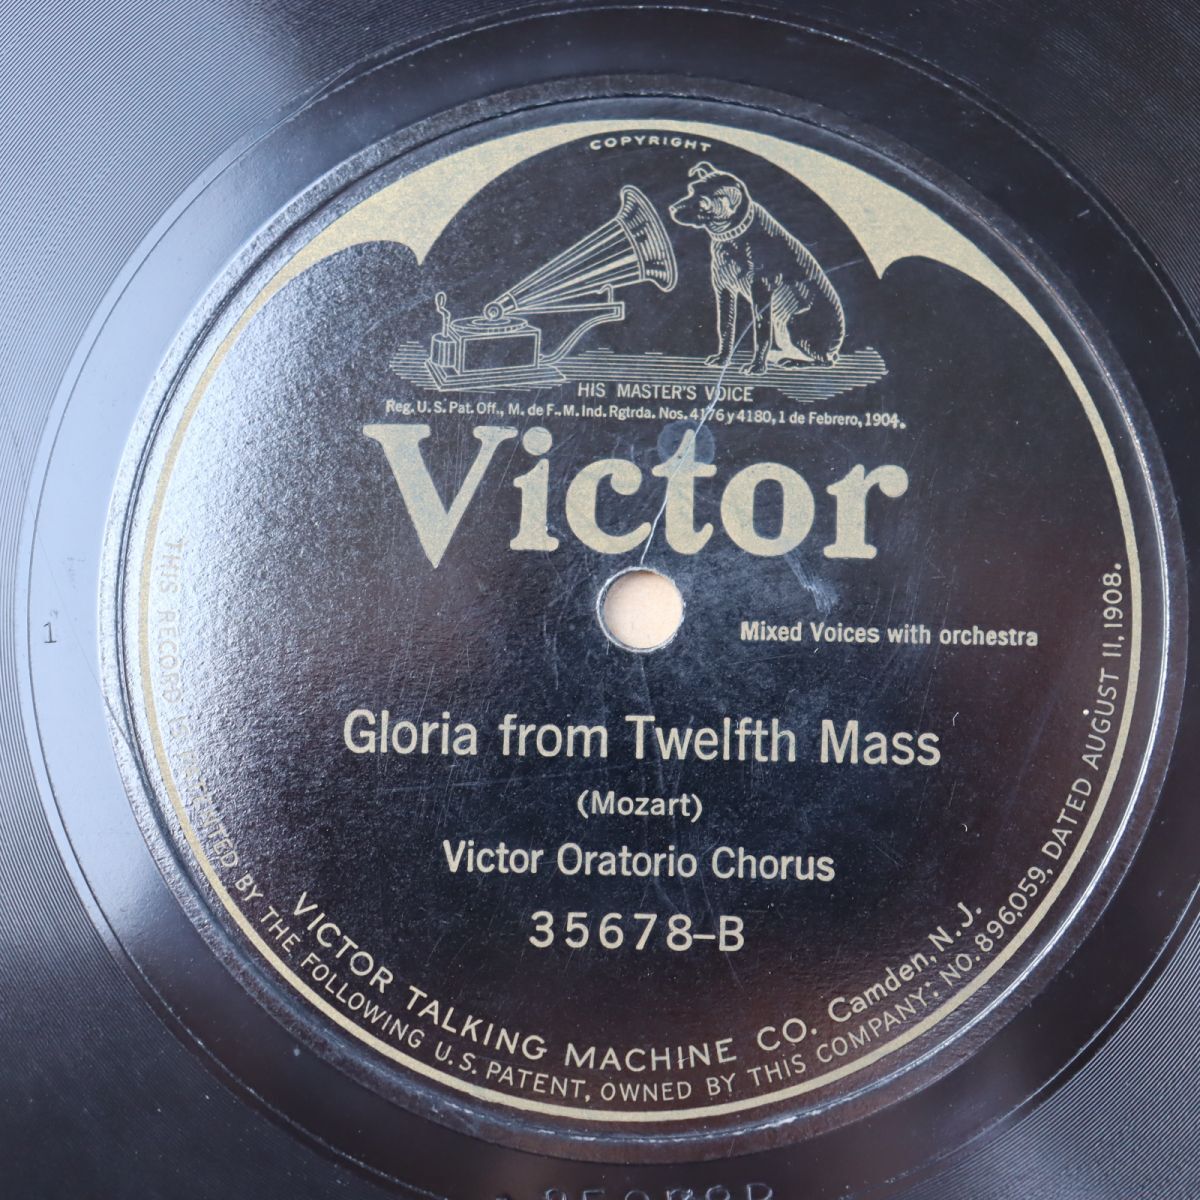 COPYRIGHT
HIS MASTER'S VOICE
Reg. U. S. Pat. Off., M. de F.. M. Ind. Rgtrda. Nos. 4176 y 4180, 1 de Febrero, 1904.
Victor
Mixed Voices with orchestra
Gloria from Twelfth Mass
(Mozart)
Victor Oratorio Chorus
35678-B
VICTOR TALKING MACHINE CO. Camden, N. J.
THIS RECORD IS PATENTED BY THE FOLLOWING U.S. PATENT, OWNED BY THIS COMPANY: NO. 896,059, DATED AUGUST 11, 1908.
1